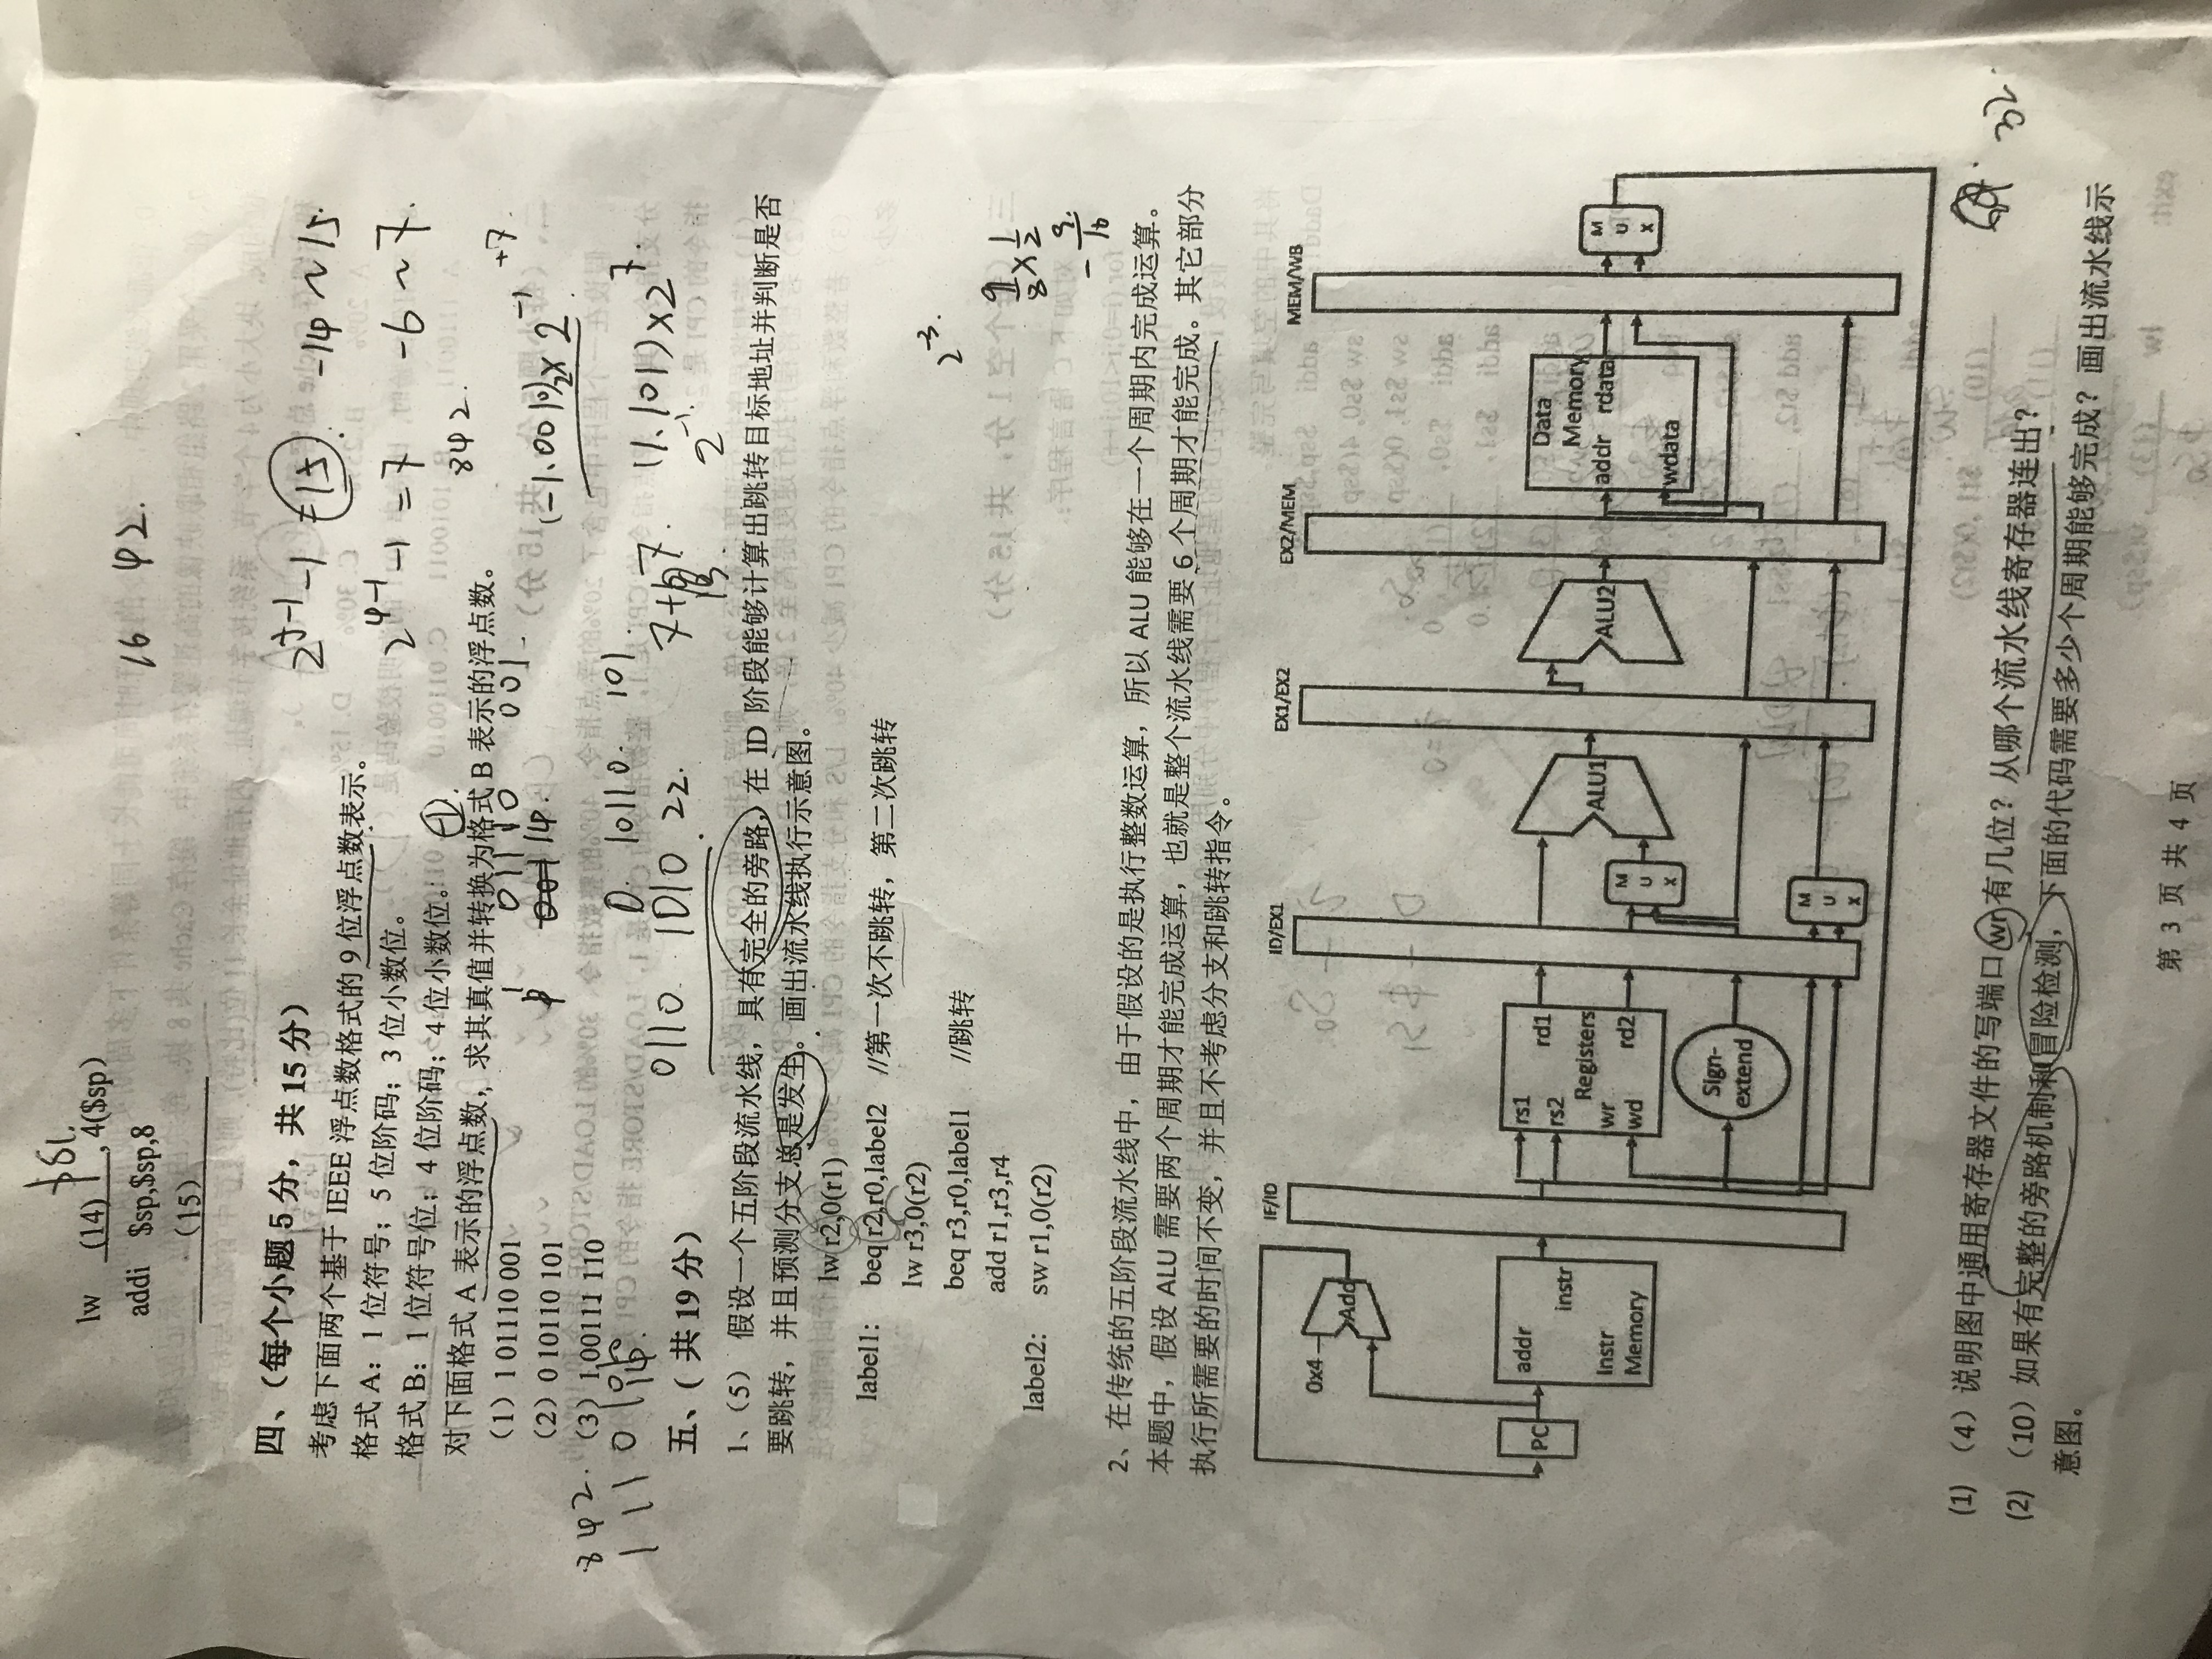 $s1.
lw (14) , 4($sp)
addi $sp,$sp,8
(15)
16 42.
四、（每个小题 5 分，共 15 分）
考虑下面两个基于 IEEE 浮点数格式的 9 位浮点数表示。
格式 A：1 位符号；5 位阶码；3 位小数位。
格式 B：1 位符号位；4 位阶码；4 位小数位。
对下面格式 A 表示的浮点数，求其真值并转换为格式 B 表示的浮点数。
（1）1 01110 001
（2）0 10110 101
（3）1 00111 110
2^5-1 -1 =15. -14 ~ 15.
2^4-1 -1 = 7 -6 ~ 7.
842.
1 01110 001.
14.
(-1.001)2 × 2^-1 +7.
842.
0. 10110. 101.
0110 1010 22.
(1.101) × 2^7.
2^-1.
五、( 共 19 分）
1、（5） 假设一个五阶段流水线，具有完全的旁路，在 ID 阶段能够计算出跳转目标地址并判断是否
要跳转，并且预测分支总是发生。画出流水线执行示意图。
lw r2,0(r1)
label1: beq r2,r0,label2 //第一次不跳转，第二次跳转
lw r3,0(r2)
beq r3,r0,label1 //跳转
add r1,r3,r4
label2: sw r1,0(r2)
2^-3.
9/8 × 1/2
- 9/16
2、在传统的五阶段流水线中，由于假设的是执行整数运算，所以 ALU 能够在一个周期内完成运算。
本题中，假设 ALU 需要两个周期才能完成运算，也就是整个流水线需要 6 个周期才能完成。其它部分
执行所需要的时间不变，并且不考虑分支和跳转指令。
IF/ID
ID/EX1
EX1/EX2
EX2/MEM
MEM/WB
0x4
Add
PC
addr
instr
Instr
Memory
rs1
rs2
rd1
Registers
wr
wd
rd2
Sign-
extend
MUX
MUX
ALU1
ALU2
Data
Memory
addr rdata
wdata
MUX
(1) （4）说明图中通用寄存器文件的写端口 wr 有几位？从哪个流水线寄存器连出？
32.
(2) （10）如果有完整的旁路机制和冒险检测，下面的代码需要多少个周期能够完成？画出流水线示
意图。
第 3 页 共 4 页